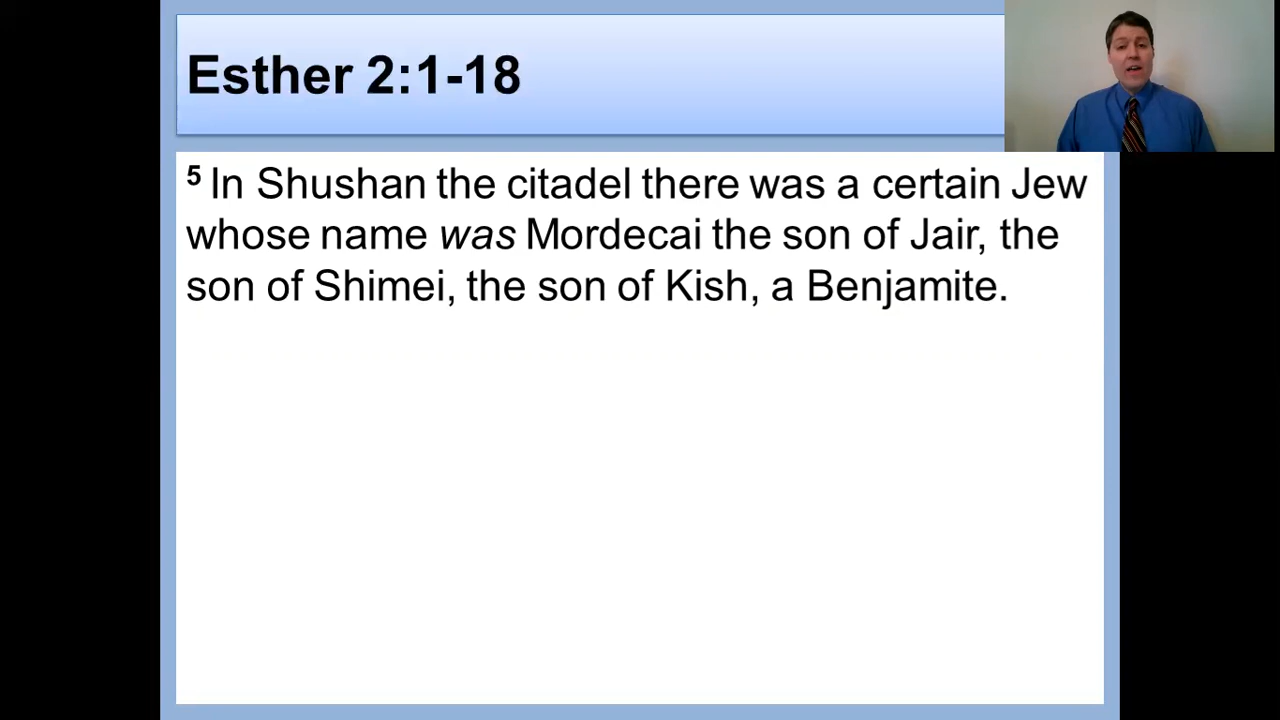 Esther 2:1-18
5 In Shushan the citadel there was a certain Jew
whose name was Mordecai the son of Jair, the
son of Shimei, the son of Kish, a Benjamite.